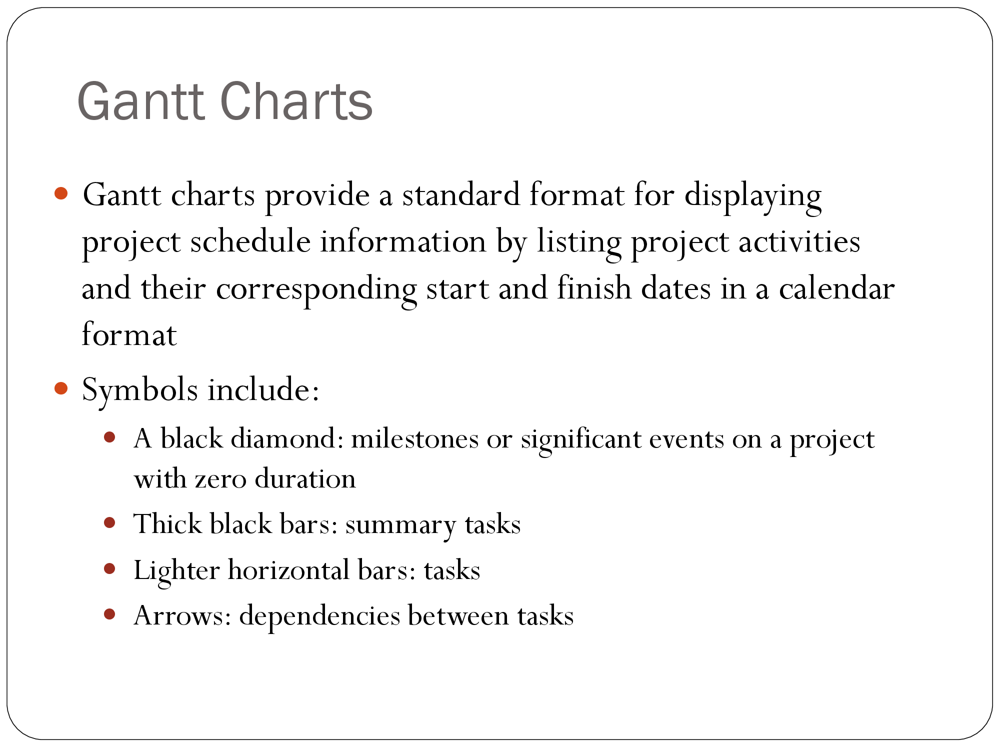 Gantt Charts
• Gantt charts provide a standard format for displaying
project schedule information by listing project activities
and their corresponding start and finish dates in a calendar
format
• Symbols include:
• A black diamond: milestones or significant events on a project
with zero duration
• Thick black bars: summary tasks
• Lighter horizontal bars: tasks
• Arrows: dependencies between tasks